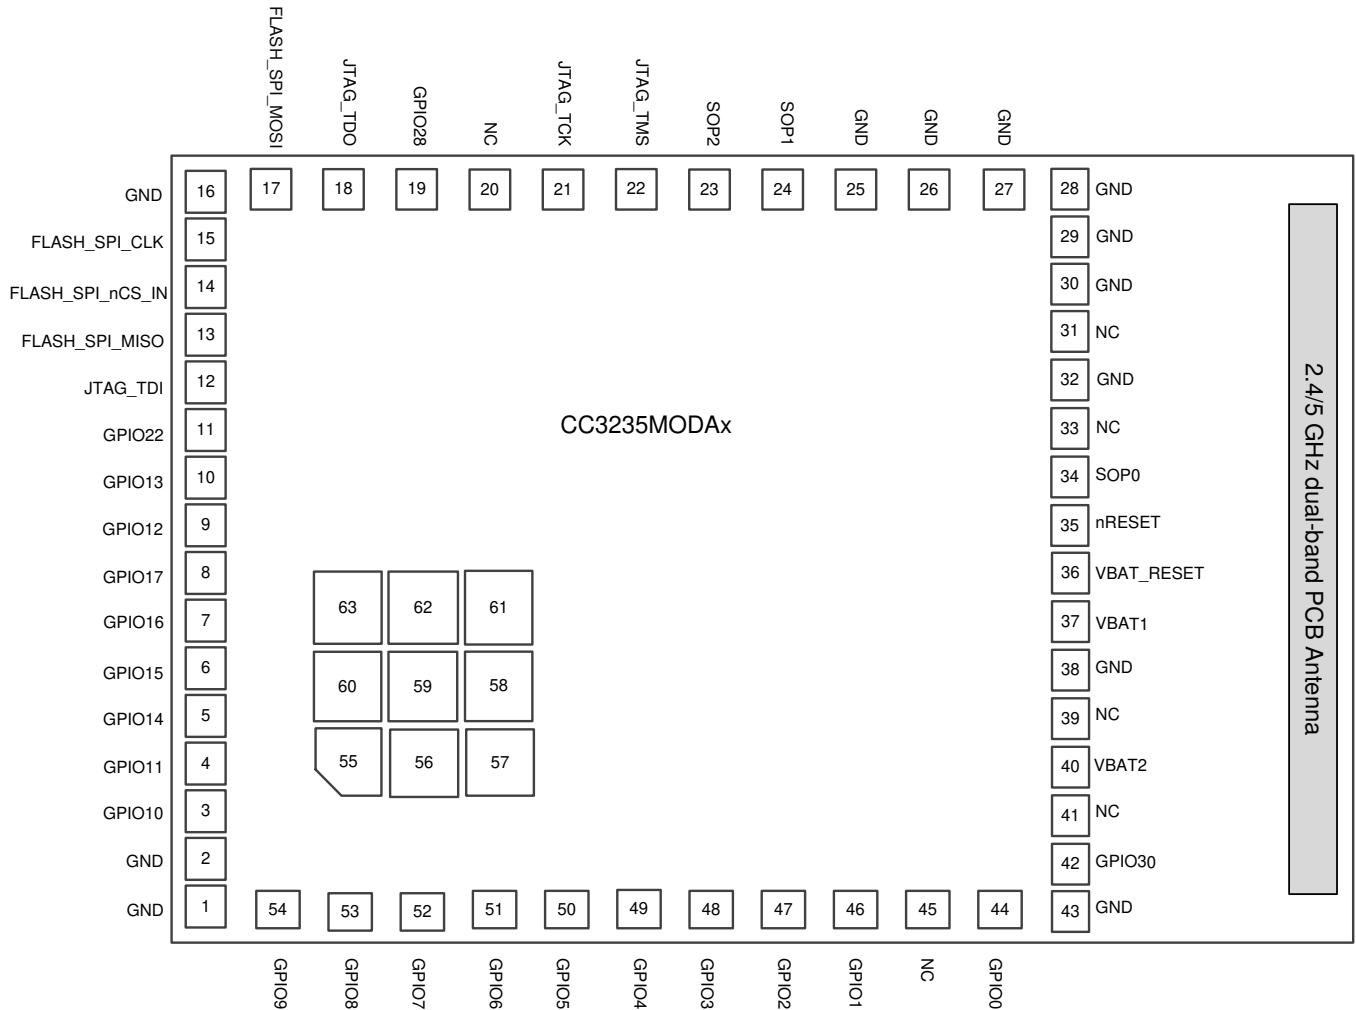 FLASH_SPI_MOSI
JTAG_TDO
GPIO28
NC
JTAG_TCK
JTAG_TMS
SOP2
SOP1
GND
GND
GND
17
18
19
20
21
22
23
24
25
26
27
GND 16
FLASH_SPI_CLK 15
FLASH_SPI_nCS_IN 14
FLASH_SPI_MISO 13
JTAG_TDI 12
GPIO22 11
GPIO13 10
GPIO12 9
GPIO17 8
GPIO16 7
GPIO15 6
GPIO14 5
GPIO11 4
GPIO10 3
GND 2
GND 1
CC3235MODAx
63 62 61
60 59 58
55 56 57
28 GND
29 GND
30 GND
31 NC
32 GND
33 NC
34 SOP0
35 nRESET
36 VBAT_RESET
37 VBAT1
38 GND
39 NC
40 VBAT2
41 NC
42 GPIO30
43 GND
2.4/5 GHz dual-band PCB Antenna
54
53
52
51
50
49
48
47
46
45
44
GPIO9
GPIO8
GPIO7
GPIO6
GPIO5
GPIO4
GPIO3
GPIO2
GPIO1
NC
GPIO0